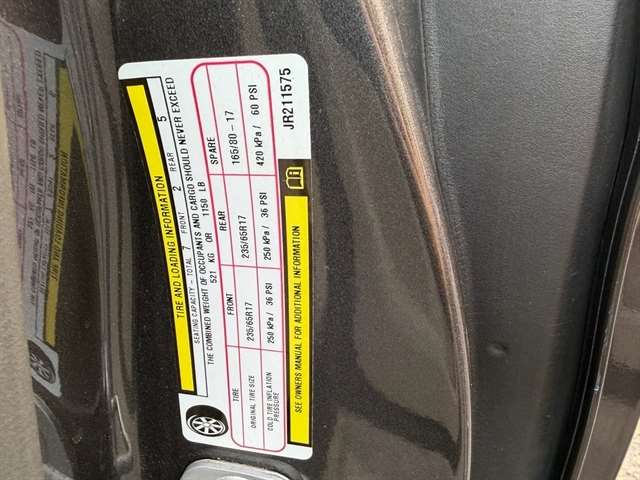 TIRE AND LOADING INFORMATION
SEATING CAPACITY - TOTAL 7 FRONT 2 REAR 5
THE COMBINED WEIGHT OF OCCUPANTS AND CARGO SHOULD NEVER EXCEED
521 KG OR 1150 LB
TIRE FRONT REAR SPARE
ORIGINAL TIRE SIZE 235/65R17 235/65R17 165/80-17
COLD TIRE INFLATION PRESSURE 250 kPa/ 36 PSI 250 kPa/ 36 PSI 420 kPa/ 60 PSI
SEE OWNERS MANUAL FOR ADDITIONAL INFORMATION
JR211575